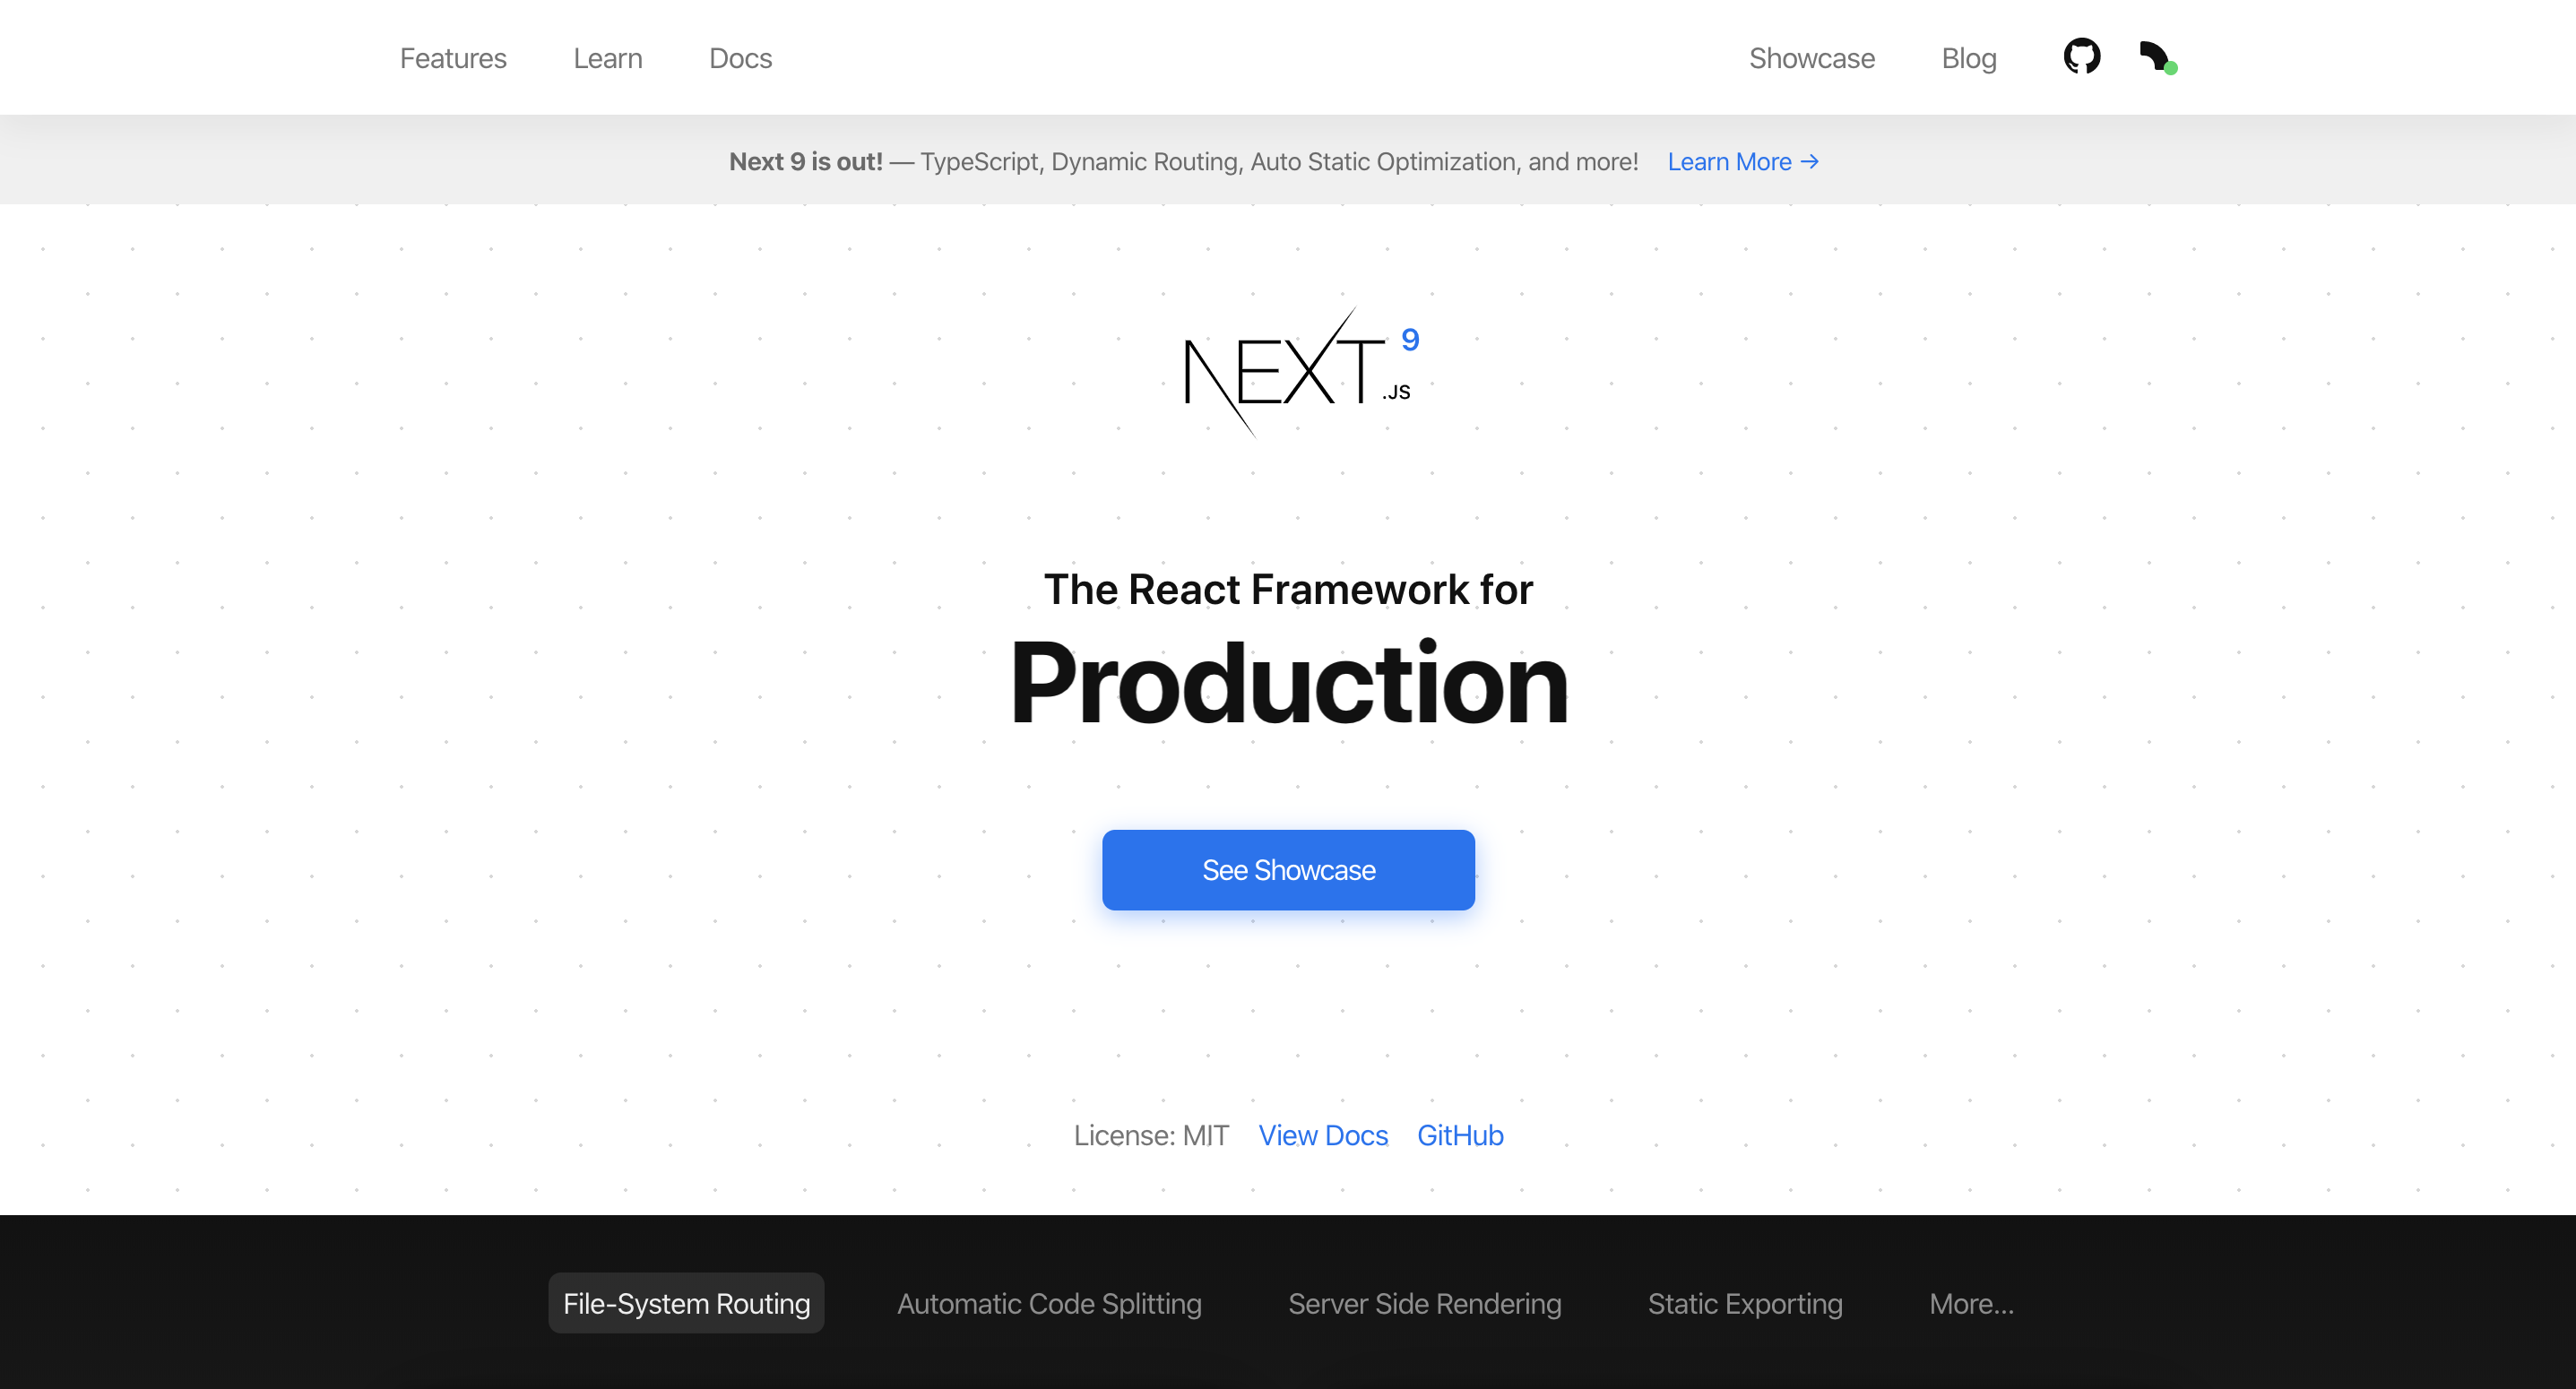 Features Learn Docs Showcase Blog
Next 9 is out! — TypeScript, Dynamic Routing, Auto Static Optimization, and more! Learn More →
NEXT.JS 9
The React Framework for
Production
See Showcase
License: MIT View Docs GitHub
File-System Routing Automatic Code Splitting Server Side Rendering Static Exporting More...